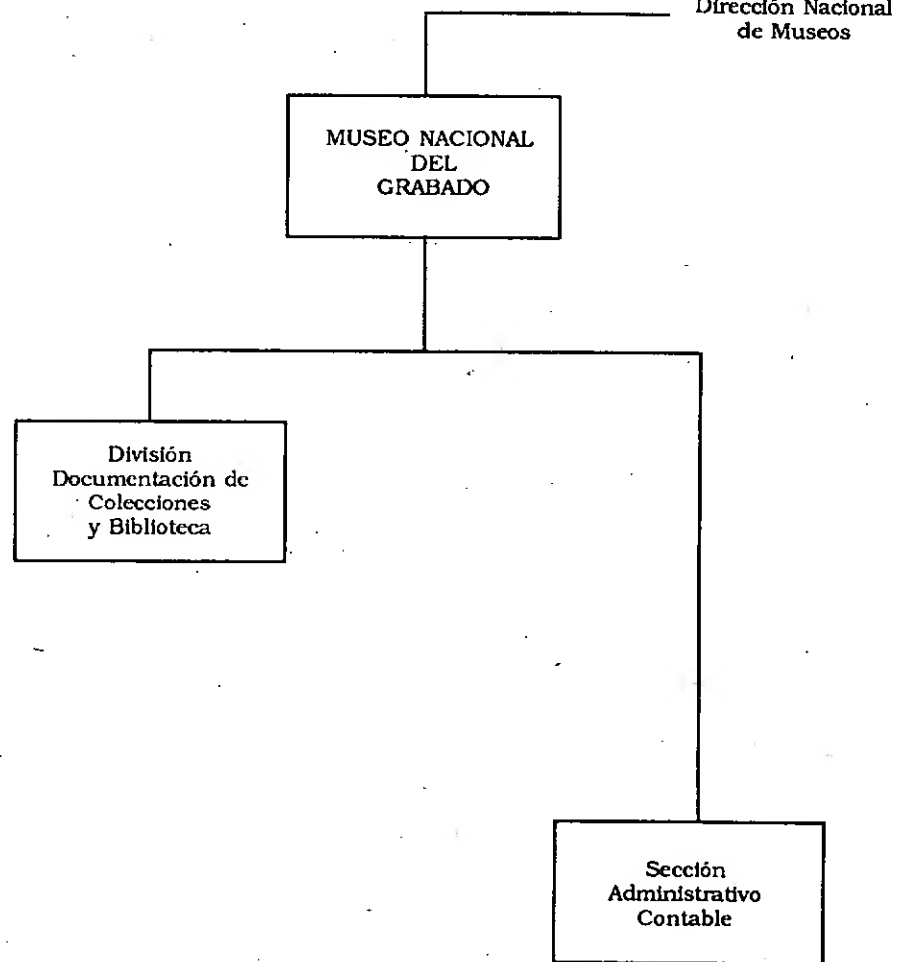 Dirección Nacional
de Museos
MUSEO NACIONAL
DEL
GRABADO
División
Documentación de
Colecciones
y Biblioteca
Sección
Administrativo
Contable